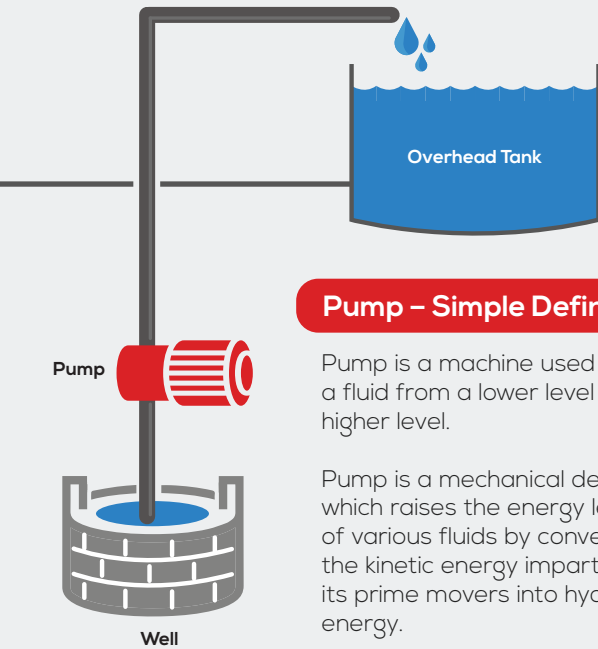 Overhead Tank
Pump – Simple Defin
Pump
Pump is a machine used
a fluid from a lower level
higher level.
Pump is a mechanical de
which raises the energy le
of various fluids by conve
the kinetic energy impart
its prime movers into hyd
energy.
Well